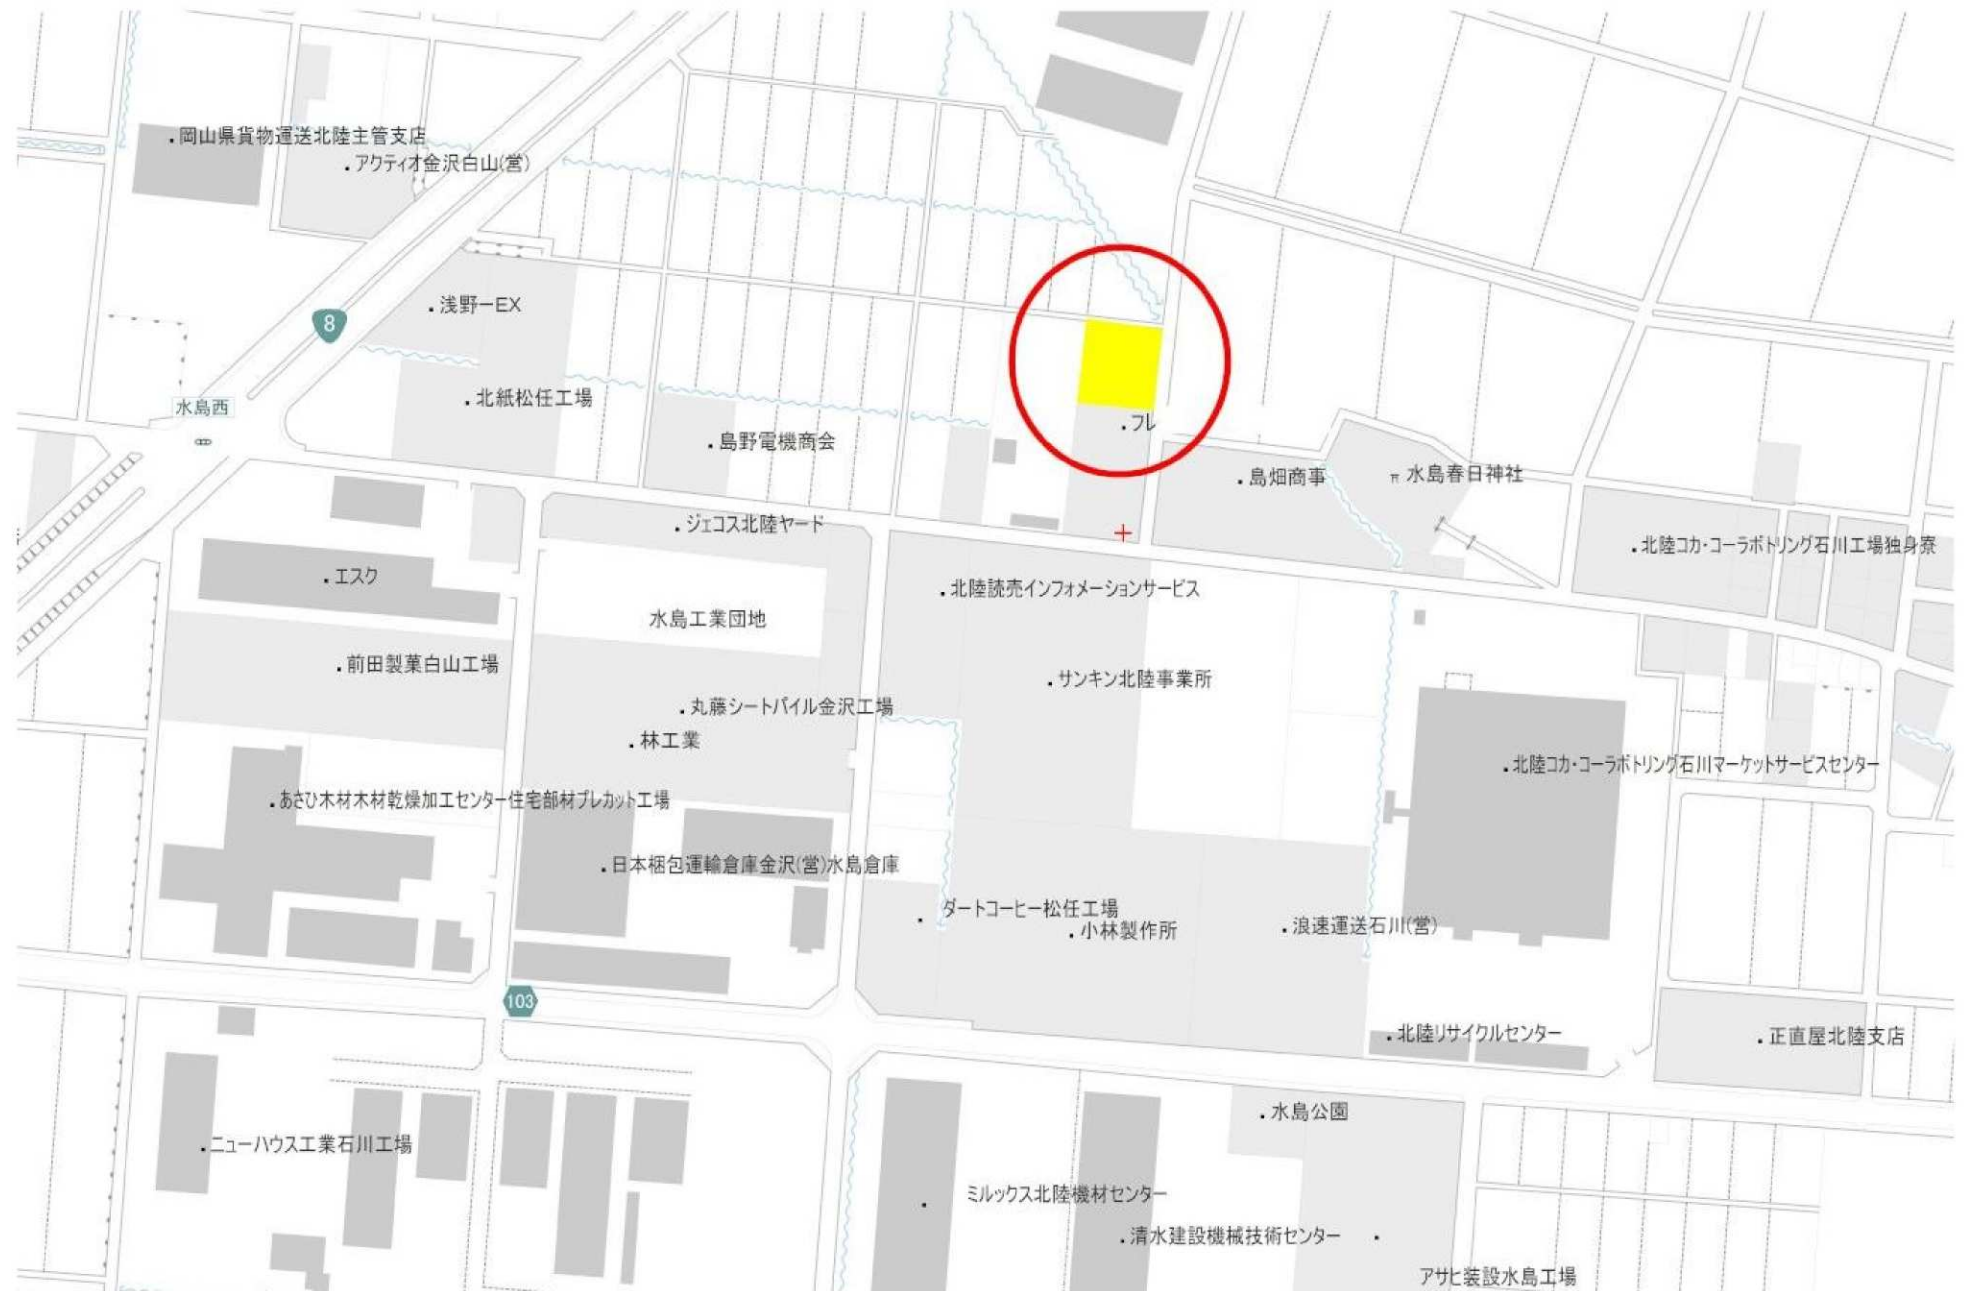 岡山県貨物運送北陸主管支店
アクティオ金沢白山(営)
浅野一EX
8
北紙松任工場
水島西
フレ
島野電機商会
島畑商事
水島春日神社
ジェコス北陸ヤード
北陸コカ・コーラボトリング石川工場独身寮
エスク
北陸読売インフォメーションサービス
水島工業団地
前田製菓白山工場
サンキン北陸事業所
丸藤シートパイル金沢工場
林工業
北陸コカ・コーラボトリング石川マーケットサービスセンター
あさひ木材木材乾燥加工センター住宅部材プレカット工場
日本梱包運輸倉庫金沢(営)水島倉庫
ダートコーヒー松任工場
小林製作所
浪速運送石川(営)
103
北陸リサイクルセンター
正直屋北陸支店
水島公園
ニューハウス工業石川工場
ミルックス北陸機材センター
清水建設機械技術センター
アサヒ装設水島工場